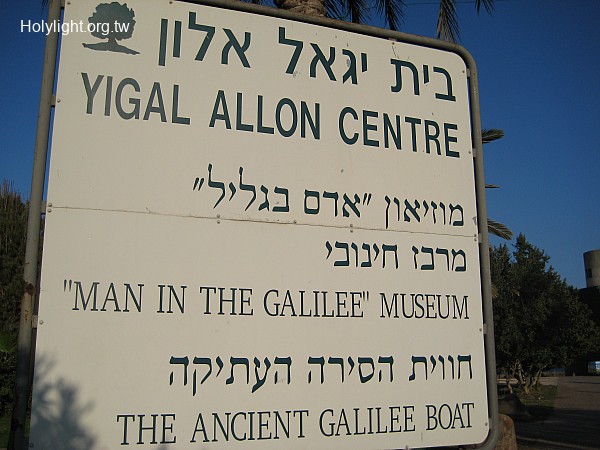 Holylight.org.tw
בית יגאל אלון
YIGAL ALLON CENTRE
מוזיאון "אדם בגליל"
מרכז חינוכי
"MAN IN THE GALILEE" MUSEUM
חווית הסירה העתיקה
THE ANCIENT GALILEE BOAT